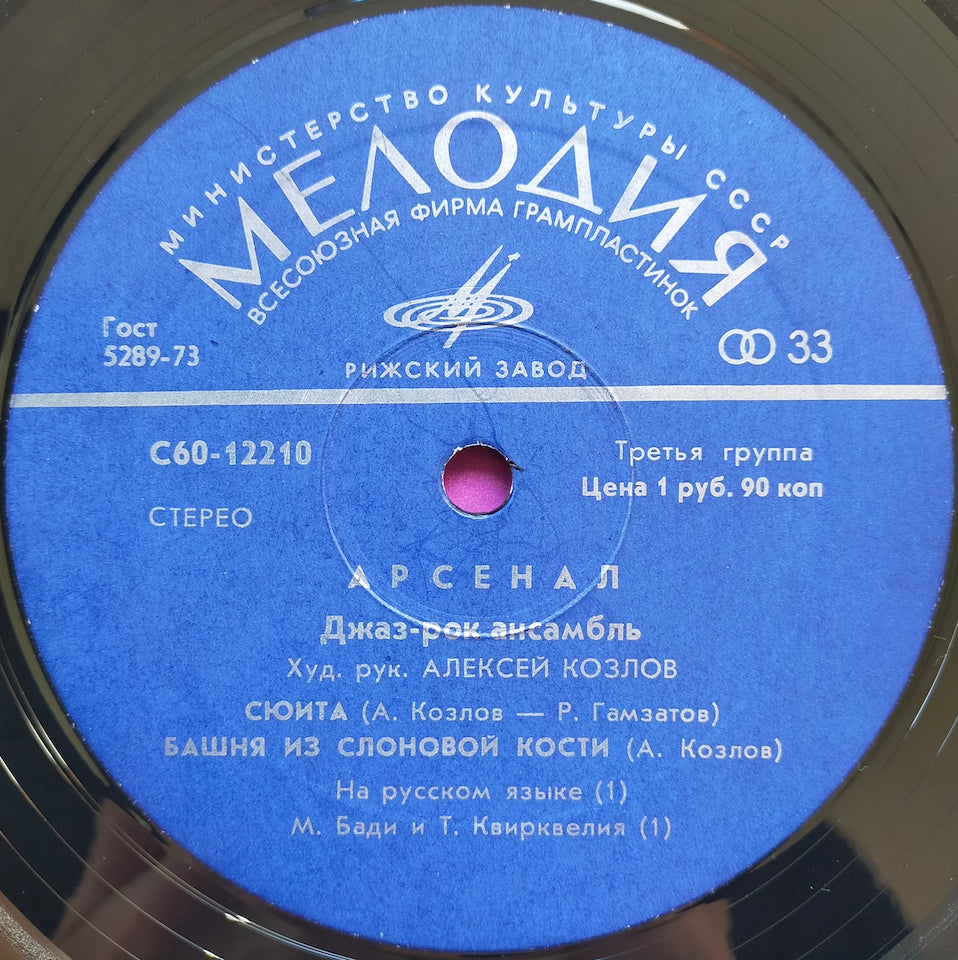 МИНИСТЕРСТВО КУЛЬТУРЫ СССР
МЕЛОДИЯ
ВСЕСОЮЗНАЯ ФИРМА ГРАМПЛАСТИНОК
Гост
5289-73
33
РИЖСКИЙ ЗАВОД
С60-12210
Третья группа
Цена 1 руб. 90 коп
СТЕРЕО
АРСЕНАЛ
Джаз-рок ансамбль
Худ. рук. АЛЕКСЕЙ КОЗЛОВ
СЮИТА (А. Козлов — Р. Гамзатов)
БАШНЯ ИЗ СЛОНОВОЙ КОСТИ (А. Козлов)
На русском языке (1)
М. Бади и Т. Квирквелия (1)